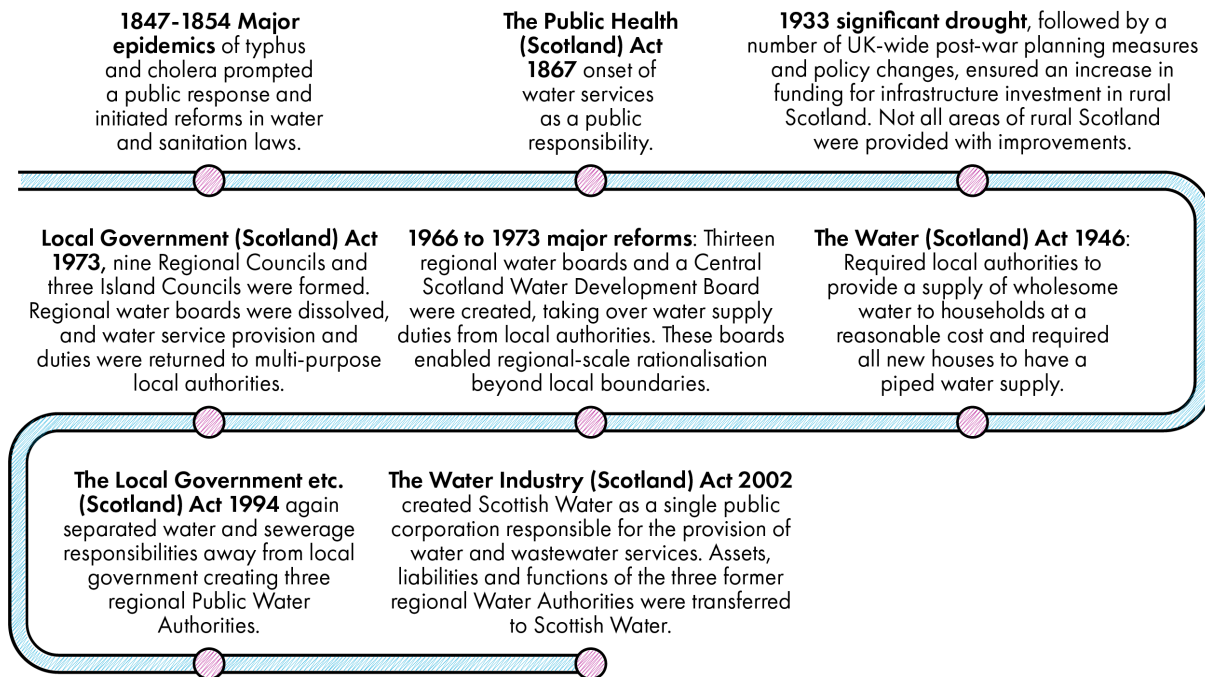 1847-1854 Major
epidemics of typhus
and cholera prompted
a public response and
initiated reforms in water
and sanitation laws.
The Public Health
(Scotland) Act
1867 onset of
water services
as a public
responsibility.
1933 significant drought, followed by a
number of UK-wide post-war planning measures
and policy changes, ensured an increase in
funding for infrastructure investment in rural
Scotland. Not all areas of rural Scotland
were provided with improvements.
The Water (Scotland) Act 1946:
Required local authorities to
provide a supply of wholesome
water to households at a
reasonable cost and required
all new houses to have a
piped water supply.
1966 to 1973 major reforms: Thirteen
regional water boards and a Central
Scotland Water Development Board
were created, taking over water supply
duties from local authorities. These boards
enabled regional-scale rationalisation
beyond local boundaries.
Local Government (Scotland) Act
1973, nine Regional Councils and
three Island Councils were formed.
Regional water boards were dissolved,
and water service provision and
duties were returned to multi-purpose
local authorities.
The Local Government etc.
(Scotland) Act 1994 again
separated water and sewerage
responsibilities away from local
government creating three
regional Public Water
Authorities.
The Water Industry (Scotland) Act 2002
created Scottish Water as a single public
corporation responsible for the provision of
water and wastewater services. Assets,
liabilities and functions of the three former
regional Water Authorities were transferred
to Scottish Water.